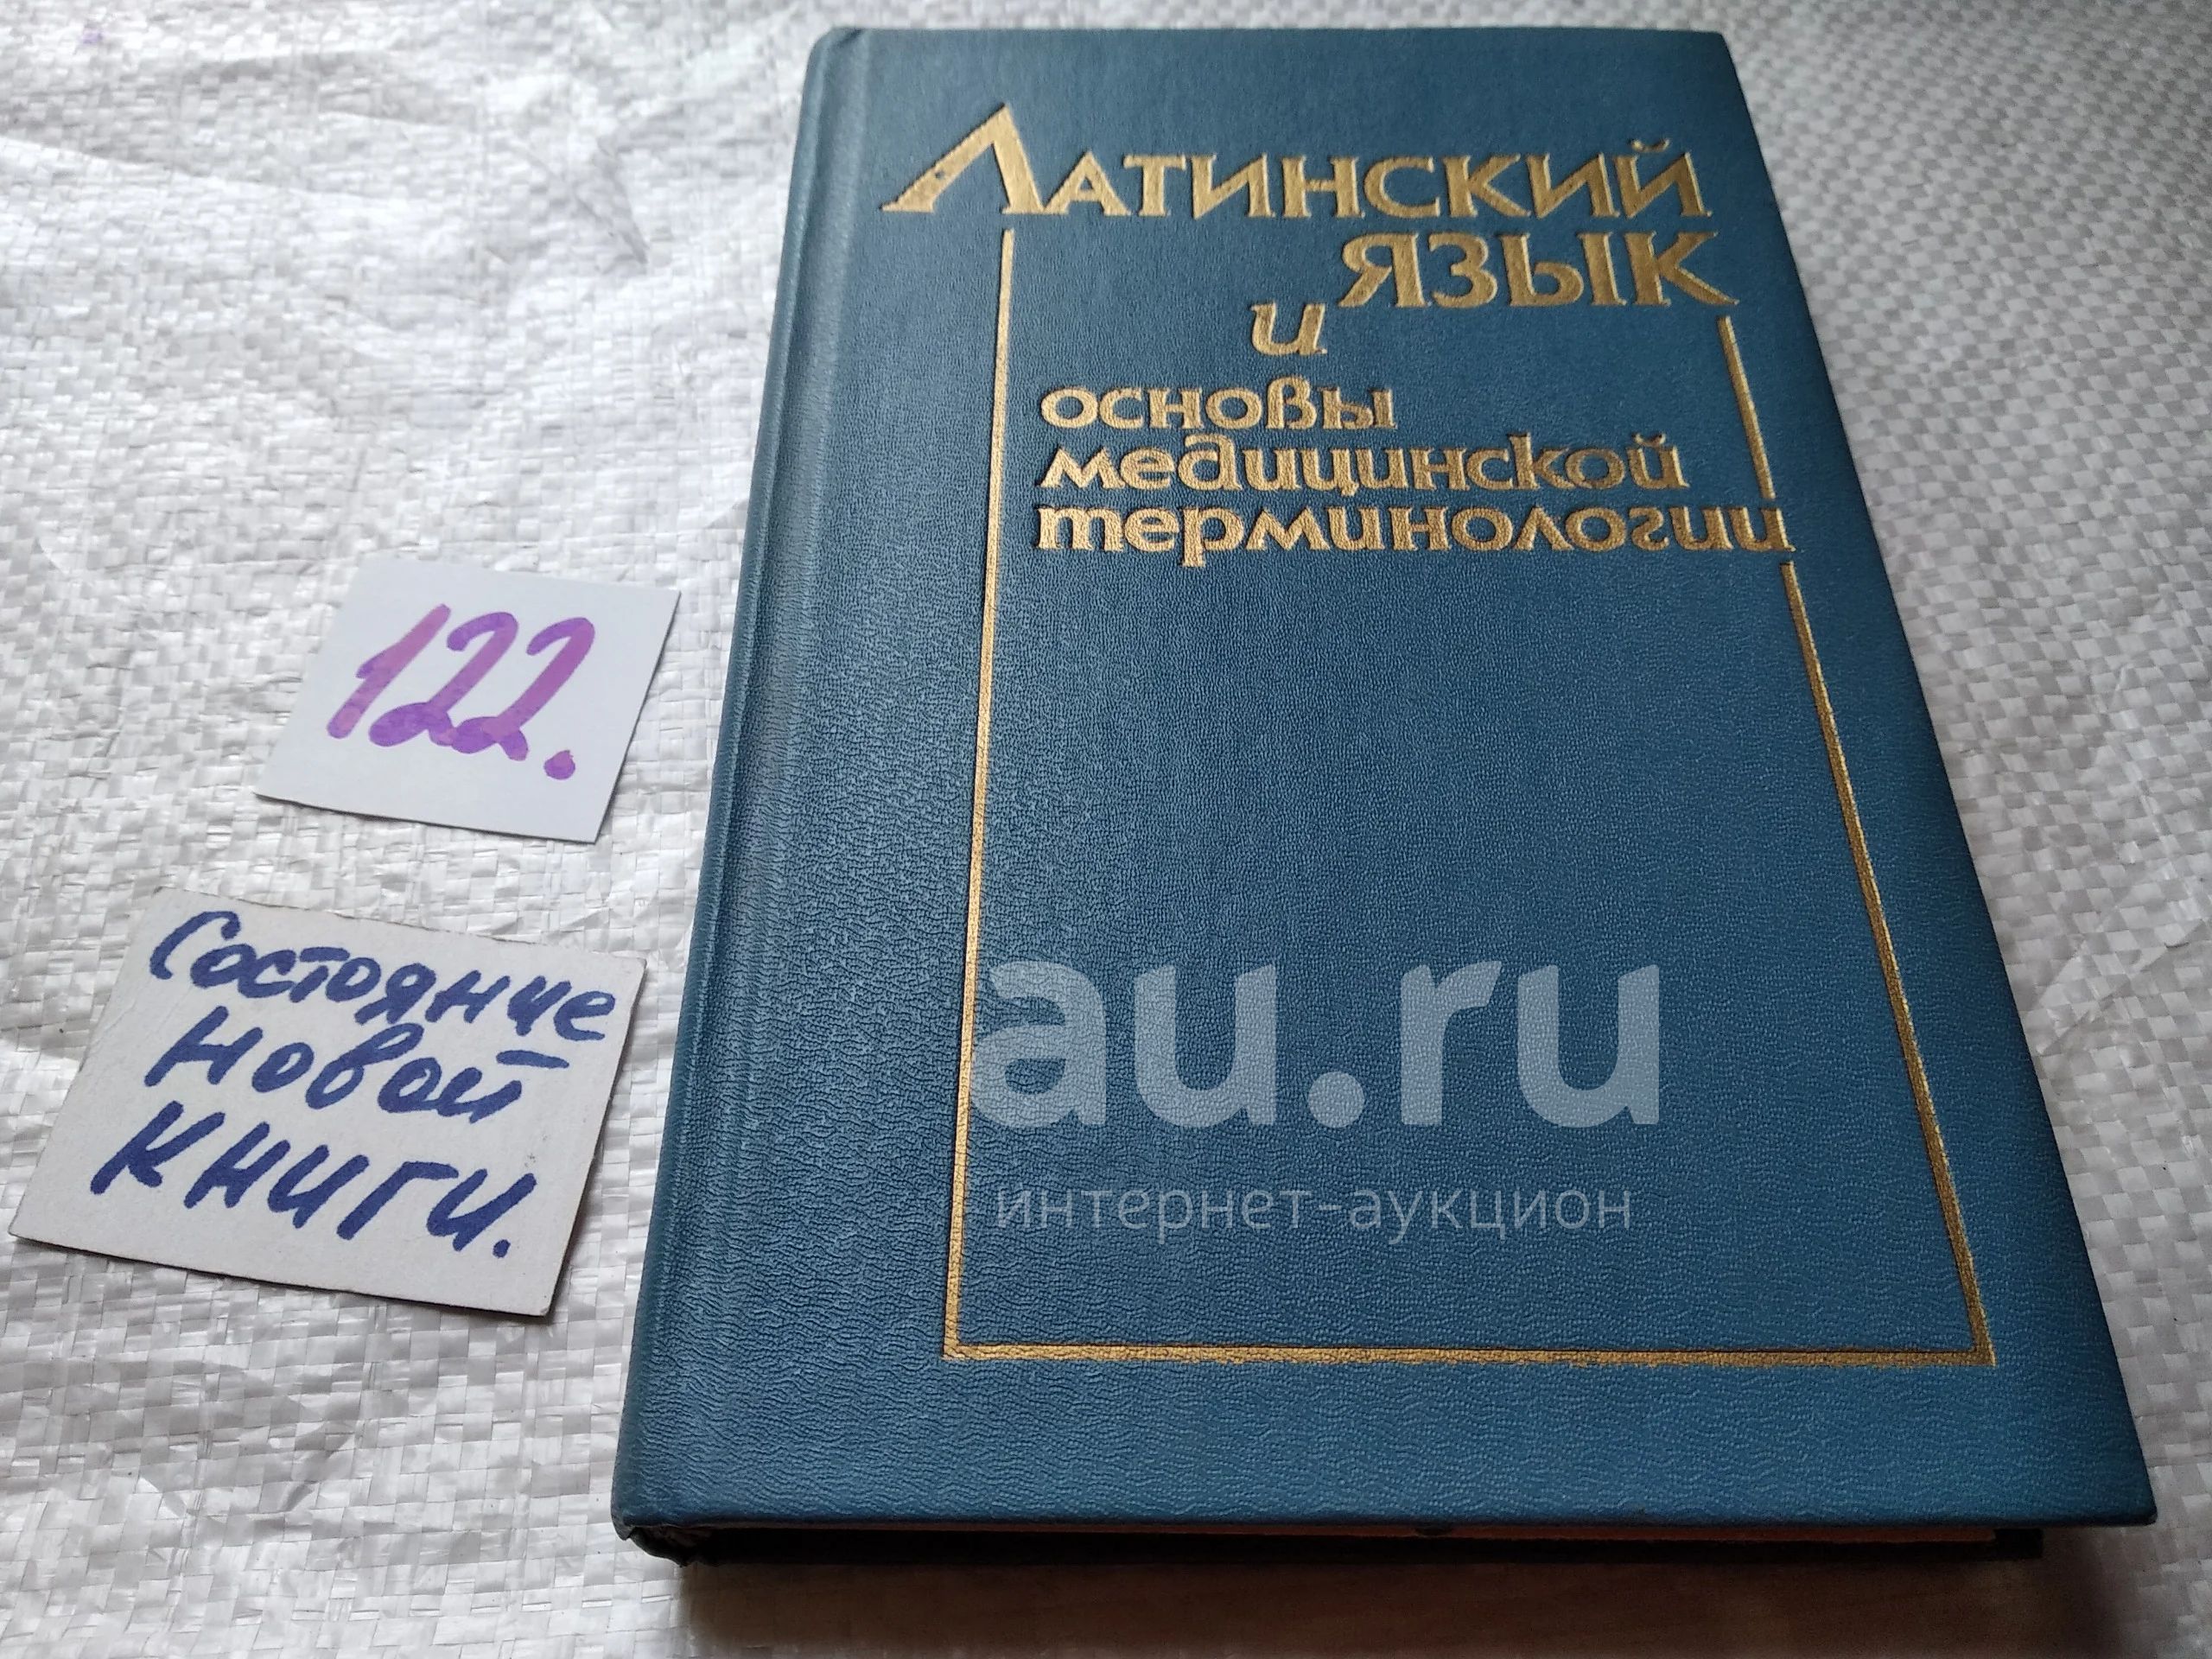 Латинский
язык
и
основы
медицинской
терминологии
122.
Состояние
новой
книги.
au.ru
интернет-аукцион